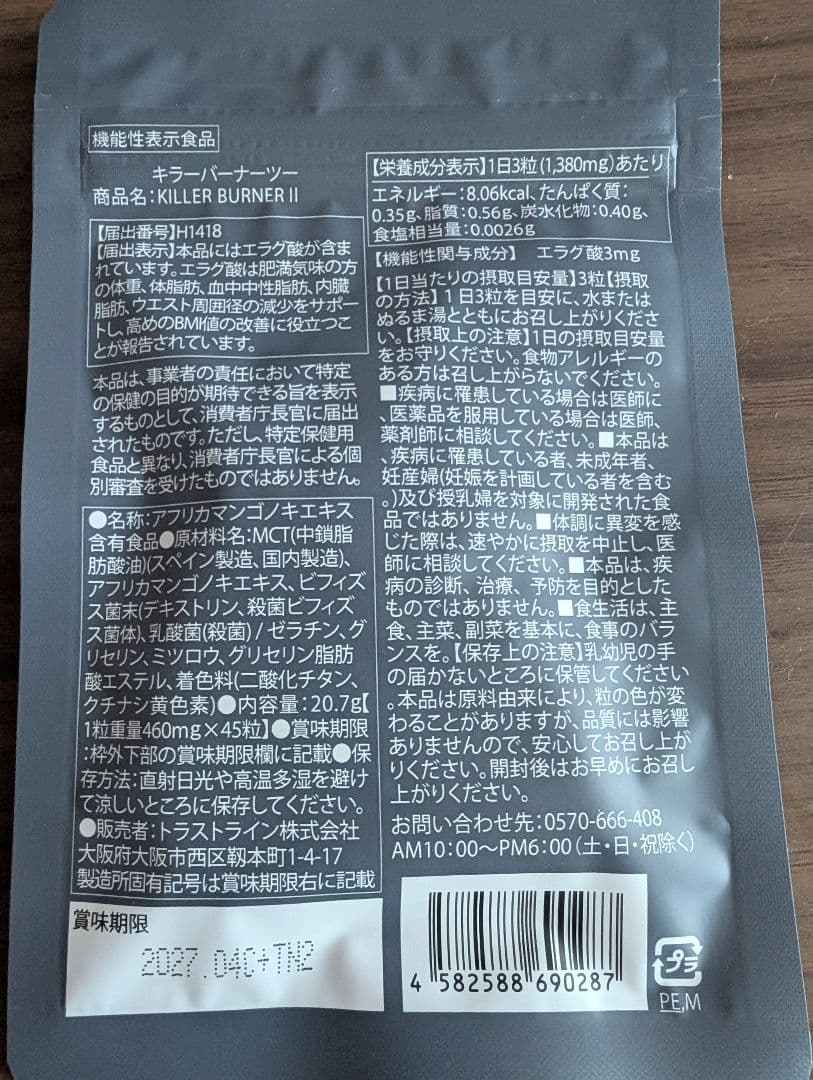 機能性表示食品
キラーバーナーツー
商品名：KILLER BURNER II
【届出番号】H1418
【届出表示】本品にはエラグ酸が含ま
れています。エラグ酸は肥満気味の方
の体重、体脂肪、血中中性脂肪、内臓
脂肪、ウエスト周囲径の減少をサポー
トし、高めのBMI値の改善に役立つこ
とが報告されています。
本品は、事業者の責任において特定
の保健の目的が期待できる旨を表示
するものとして、消費者庁長官に届出
されたものです。ただし、特定保健用
食品と異なり、消費者庁長官による個
別審査を受けたものではありません。
●名称：アフリカマンゴノキエキス
含有食品●原材料名：MCT(中鎖脂
肪酸油)(スペイン製造、国内製造)、
アフリカマンゴノキエキス、ビフィズ
ス菌末(デキストリン、殺菌ビフィズ
ス菌体)、乳酸菌(殺菌) / ゼラチン、グ
リセリン、ミツロウ、グリセリン脂肪
酸エステル、着色料(二酸化チタン、
クチナシ黄色素)●内容量：20.7g【
1粒重量460mg×45粒】●賞味期限
:枠外下部の賞味期限欄に記載●保
存方法：直射日光や高温多湿を避け
て涼しいところに保存してください。
●販売者：トラストライン株式会社
大阪府大阪市西区靱本町1-4-17
製造所固有記号は賞味期限右に記載
賞味期限
2027.04C+TN2
【栄養成分表示】1日3粒(1,380mg)あたり
エネルギー：8.06kcal、たんぱく質：
0.35g、脂質：0.56g、炭水化物：0.40g、
食塩相当量：0.0026g
【機能性関与成分】 エラグ酸3mg
【1日当たりの摂取目安量】3粒【摂取
の方法】1日3粒を目安に、水または
ぬるま湯とともにお召し上がりくださ
い。【摂取上の注意】1日の摂取目安量
をお守りください。食物アレルギーの
ある方は召し上がらないでください。
■疾病に罹患している場合は医師に
、医薬品を服用している場合は医師、
薬剤師に相談してください。■本品は
、疾病に罹患している者、未成年者、
妊産婦(妊娠を計画している者を含む
。)及び授乳婦を対象に開発された食
品ではありません。■体調に異変を感
じた際は、速やかに摂取を中止し、医
師に相談してください。■本品は、疾
病の診断、治療、予防を目的とした
ものではありません。■食生活は、主
食、主菜、副菜を基本に、食事のバラ
ンスを。【保存上の注意】乳幼児の手
の届かないところに保管してください
。本品は原料由来により、粒の色が変
わることがありますが、品質には影響
ありませんので、安心してお召し上が
りください。開封後はお早めにお召し
上がりください。
お問い合わせ先：0570-666-408
AM10：00〜PM6：00(土・日・祝除く)
4 582588 690287
プラ
PE,M